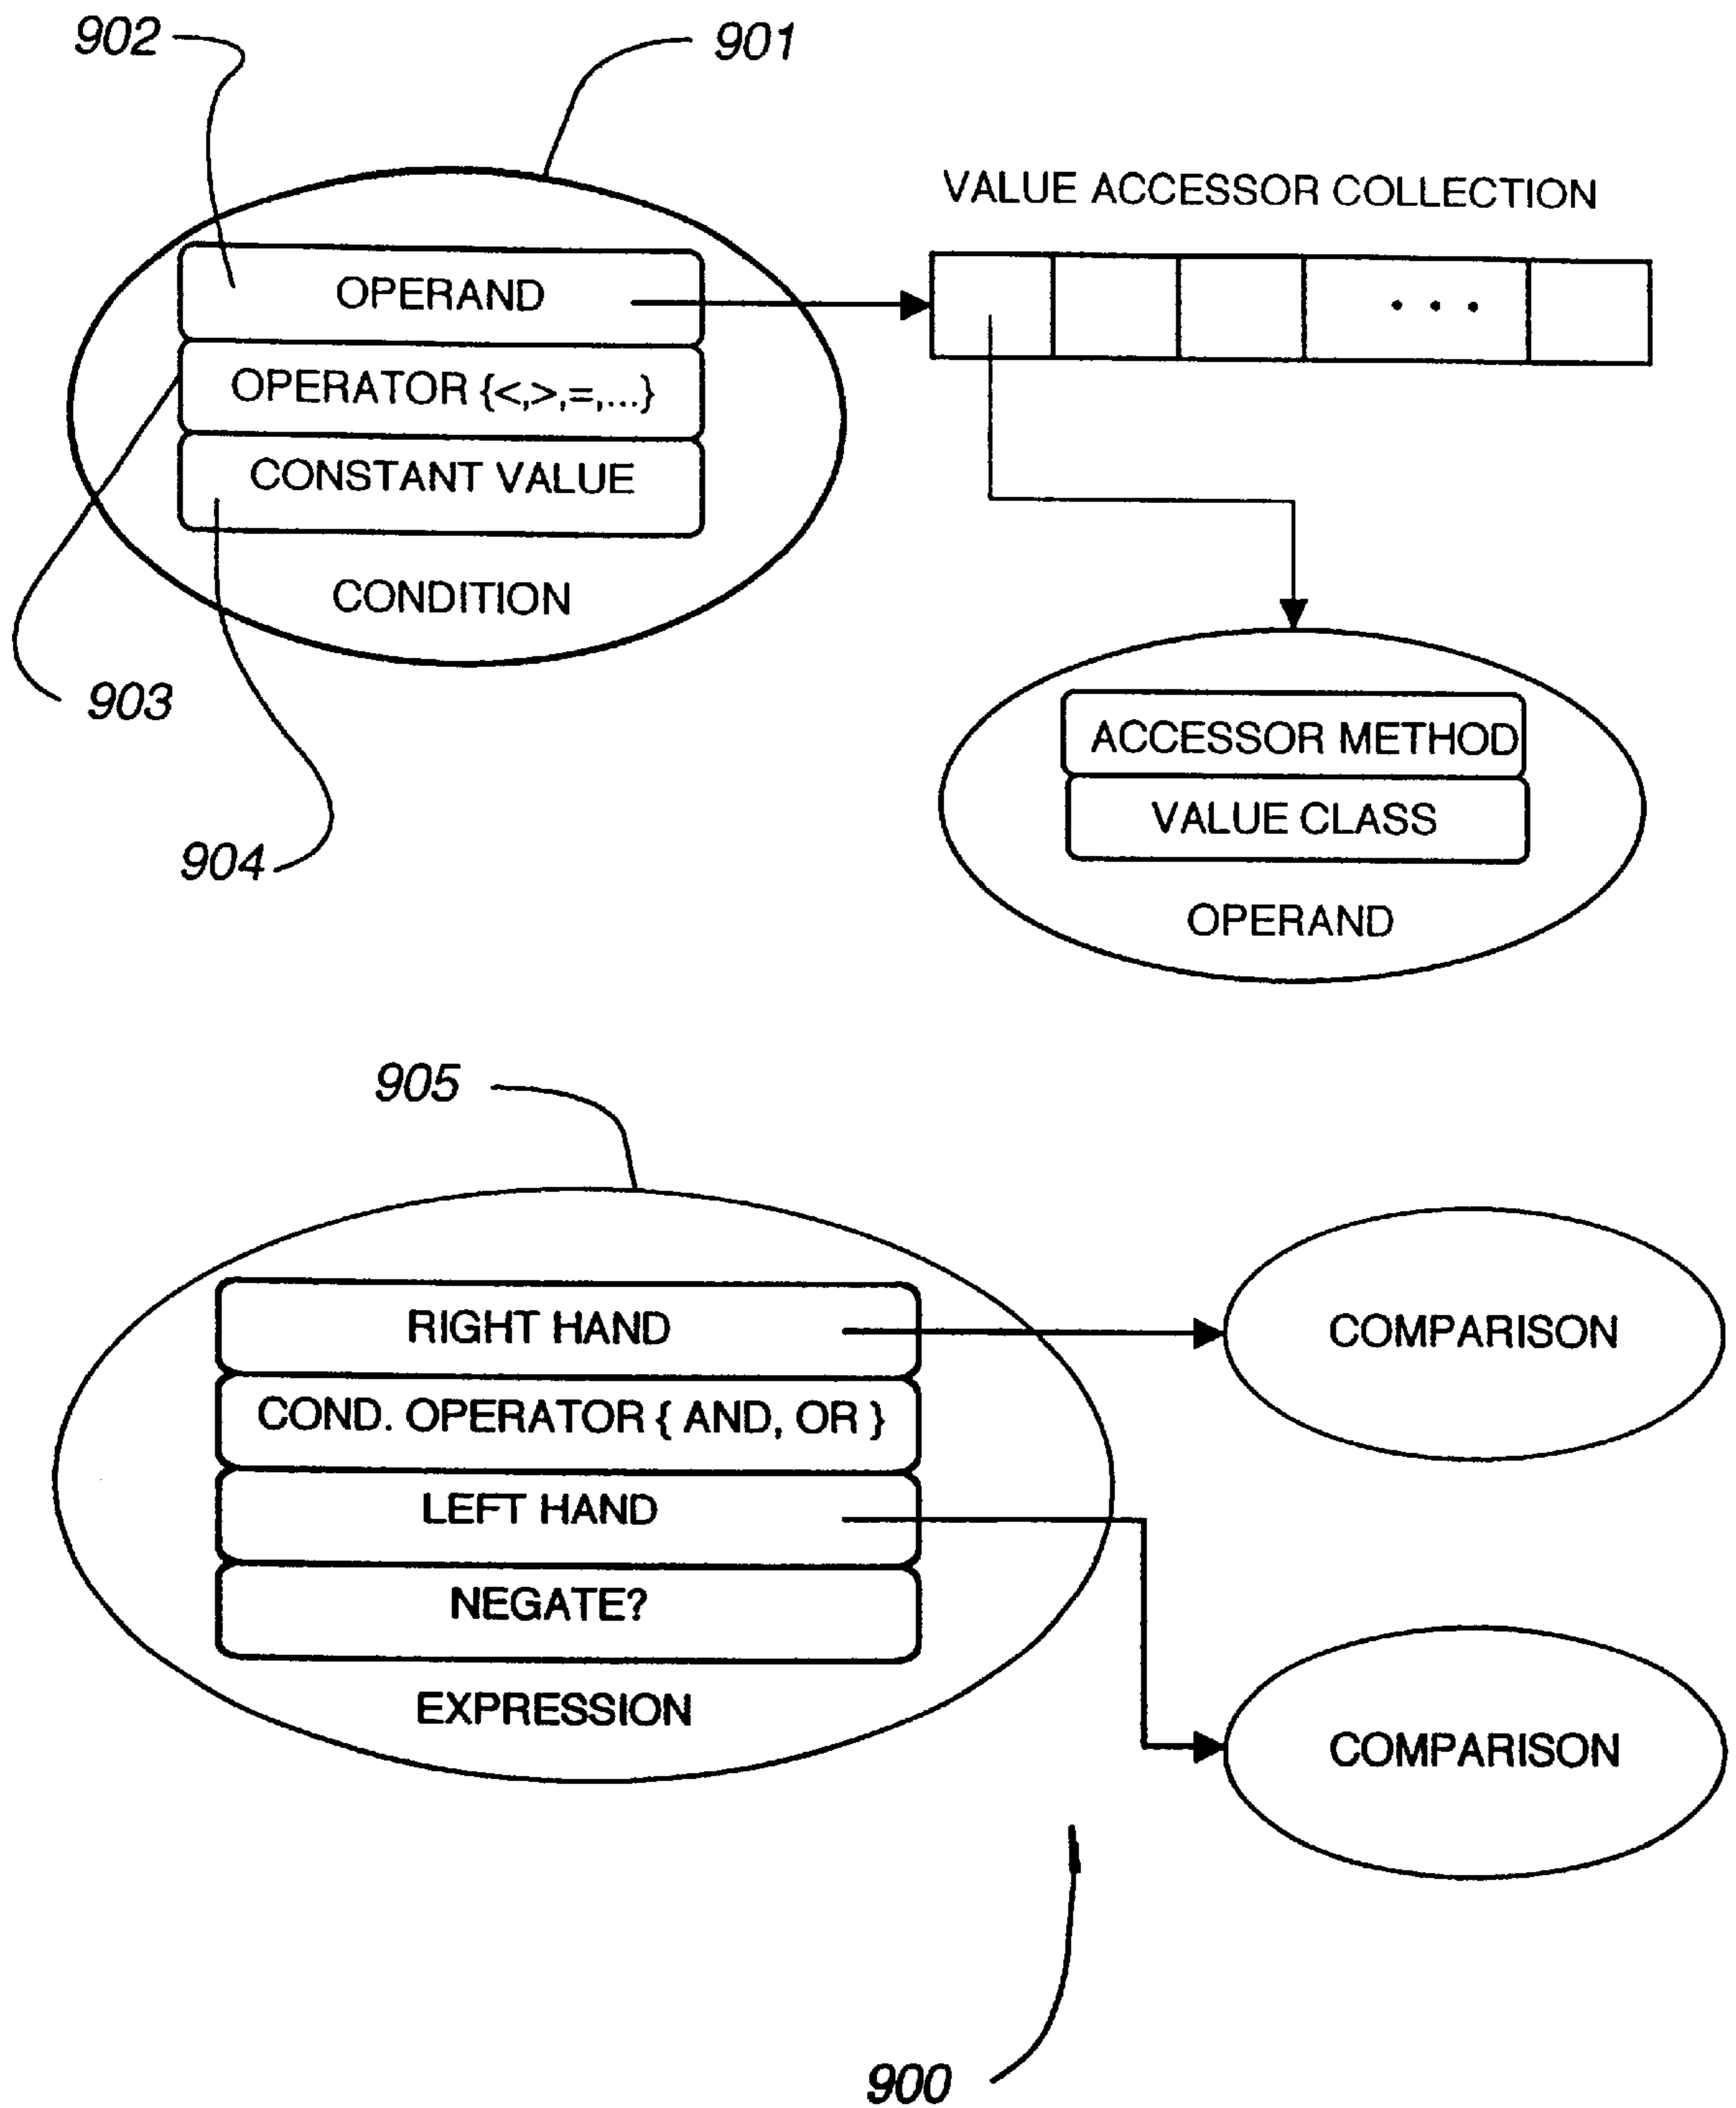 902
901
VALUE ACCESSOR COLLECTION
OPERAND
. . .
OPERATOR {<,>,=,...}
CONSTANT VALUE
CONDITION
903
ACCESSOR METHOD
VALUE CLASS
904
OPERAND
905
RIGHT HAND
COMPARISON
COND. OPERATOR { AND, OR }
LEFT HAND
NEGATE?
EXPRESSION
COMPARISON
900